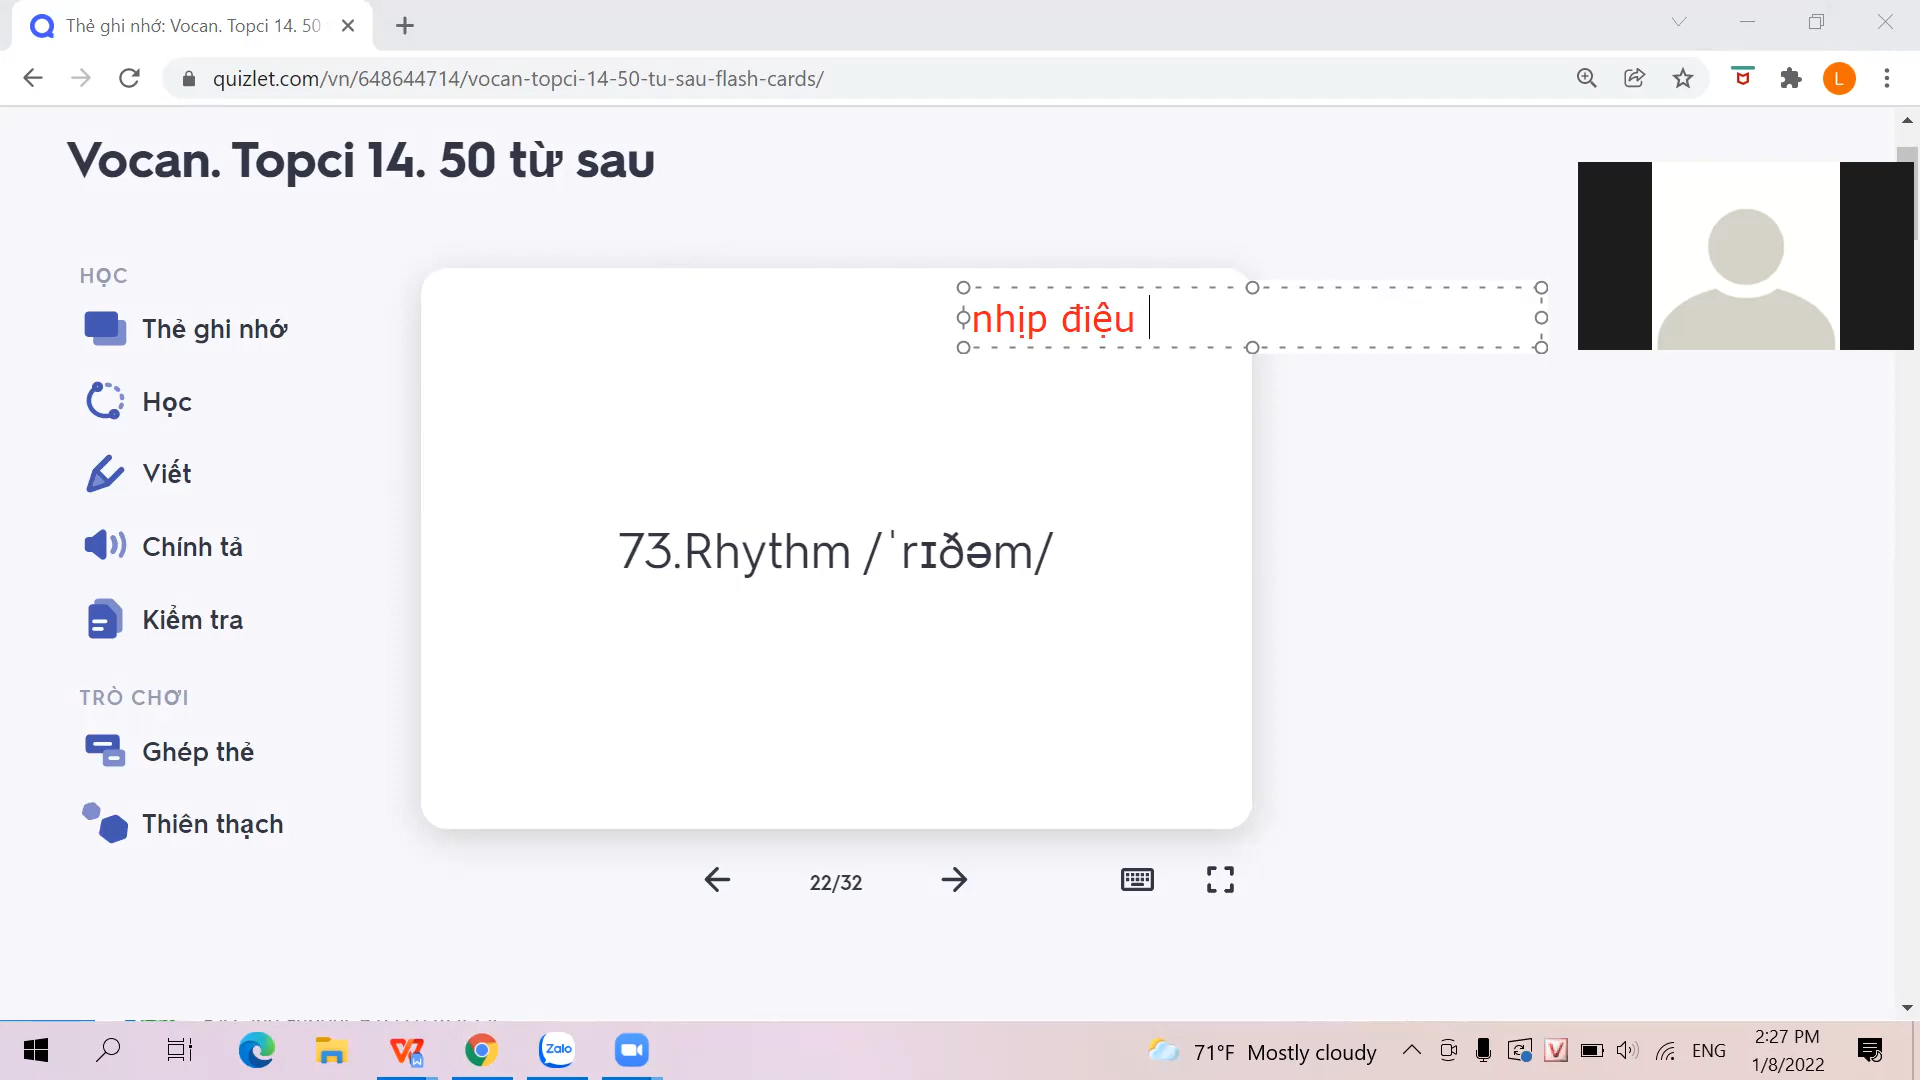 Thẻ ghi nhớ: Vocan. Topci 14. 50
quizlet.com/vn/648644714/vocan-topci-14-50-tu-sau-flash-cards/
L
Vocan. Topci 14. 50 từ sau
HỌC
Thẻ ghi nhớ
Học
Viết
Chính tả
Kiểm tra
TRÒ CHƠI
Ghép thẻ
Thiên thạch
nhịp điệu
73.Rhythm /ˈrɪðəm/
22/32
Zalo
71°F Mostly cloudy
ENG
2:27 PM
1/8/2022